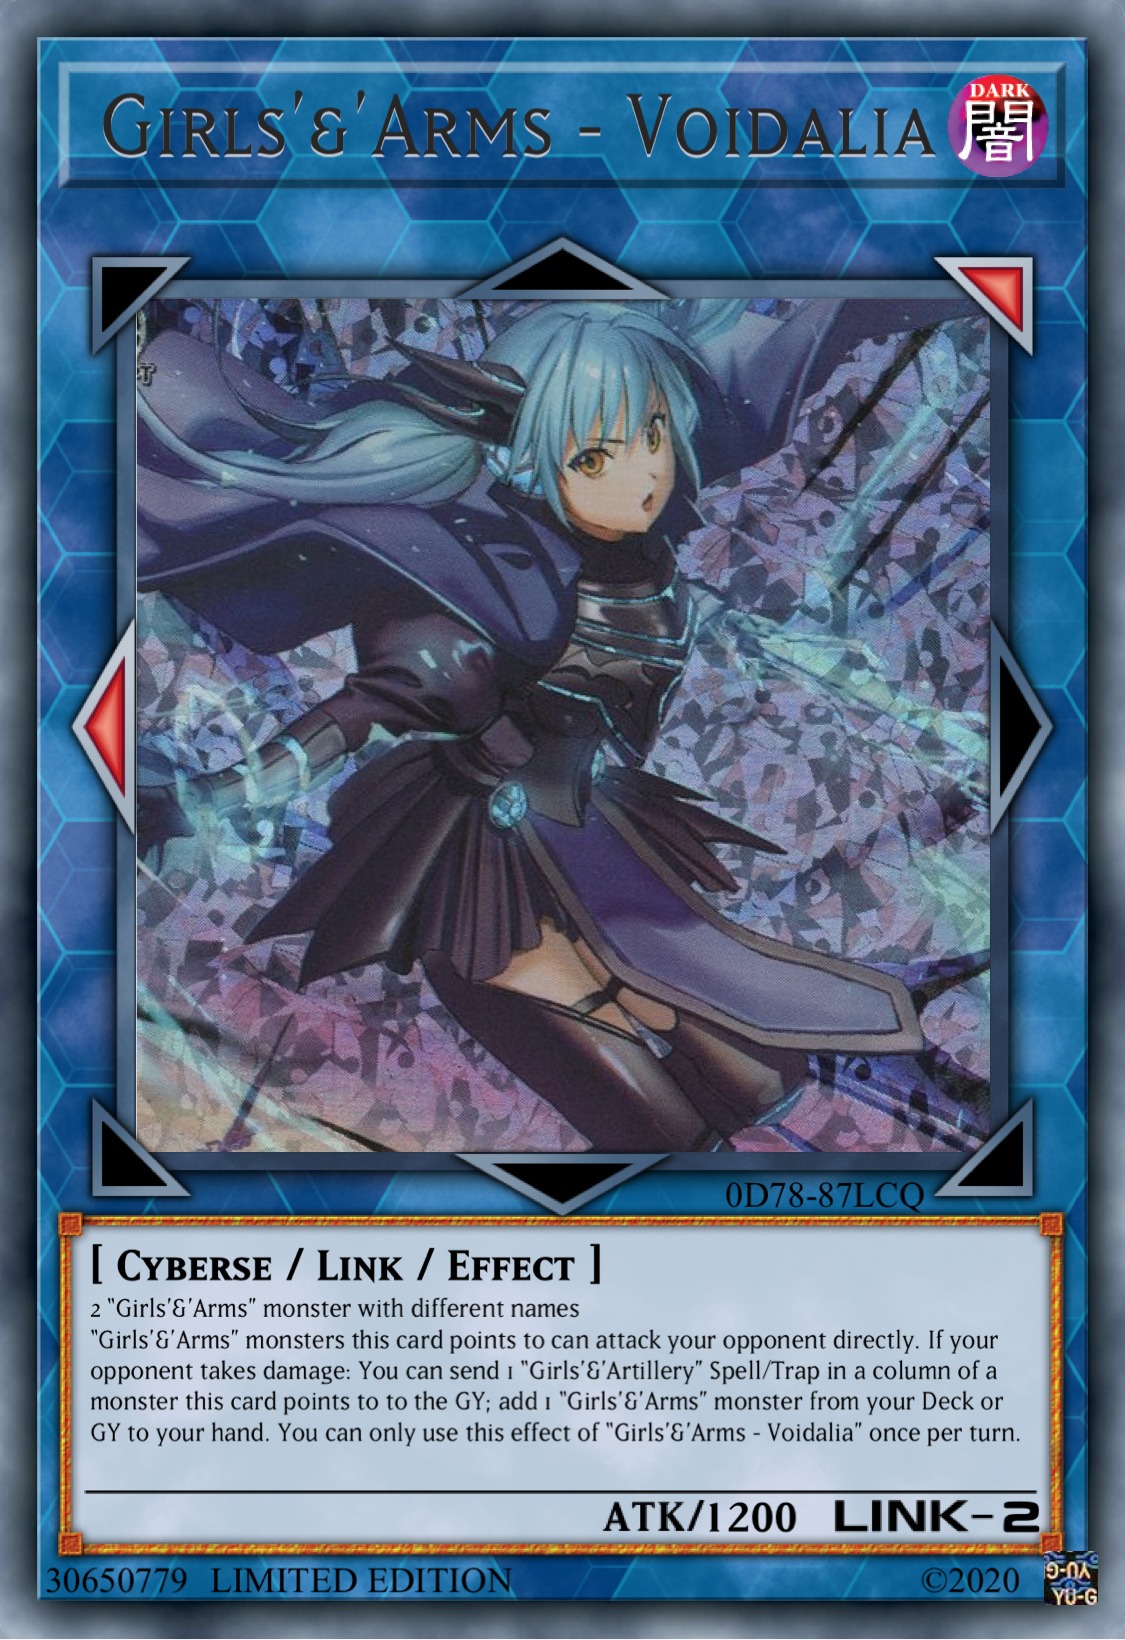 Girls'&'Arms - Voidalia
DARK
闇
0D78-87LCQ
[ Cyberse / Link / Effect ]
2 "Girls'&'Arms" monster with different names
"Girls'&'Arms" monsters this card points to can attack your opponent directly. If your
opponent takes damage: You can send 1 "Girls'&'Artillery" Spell/Trap in a column of a
monster this card points to to the GY; add 1 "Girls'&'Arms" monster from your Deck or
GY to your hand. You can only use this effect of "Girls'&'Arms - Voidalia" once per turn.
ATK/1200 LINK-2
30650779 LIMITED EDITION ©2020
YU-G
YU-G